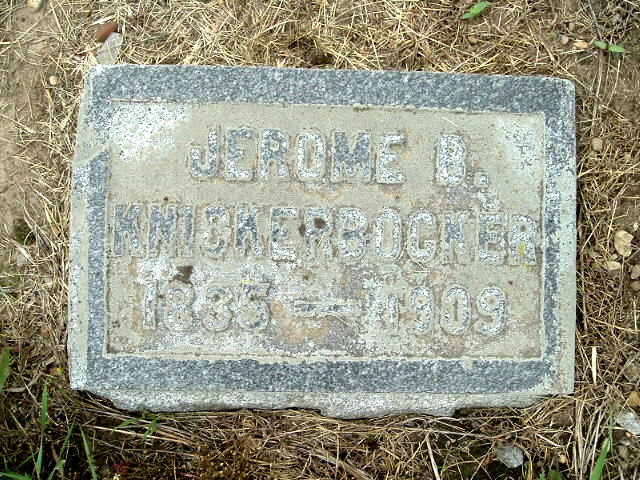 JEROME B.
KNICKERBOCKER
1835 — 1909